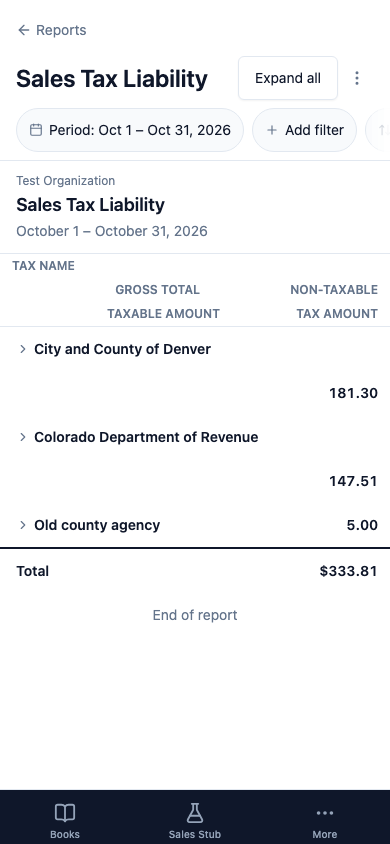 Reports
Sales Tax Liability
Expand all
Period: Oct 1 – Oct 31, 2026
Add filter
Test Organization
Sales Tax Liability
October 1 – October 31, 2026
TAX NAME
GROSS TOTAL NON-TAXABLE
TAXABLE AMOUNT TAX AMOUNT
City and County of Denver
181.30
Colorado Department of Revenue
147.51
Old county agency 5.00
Total $333.81
End of report
Books Sales Stub More